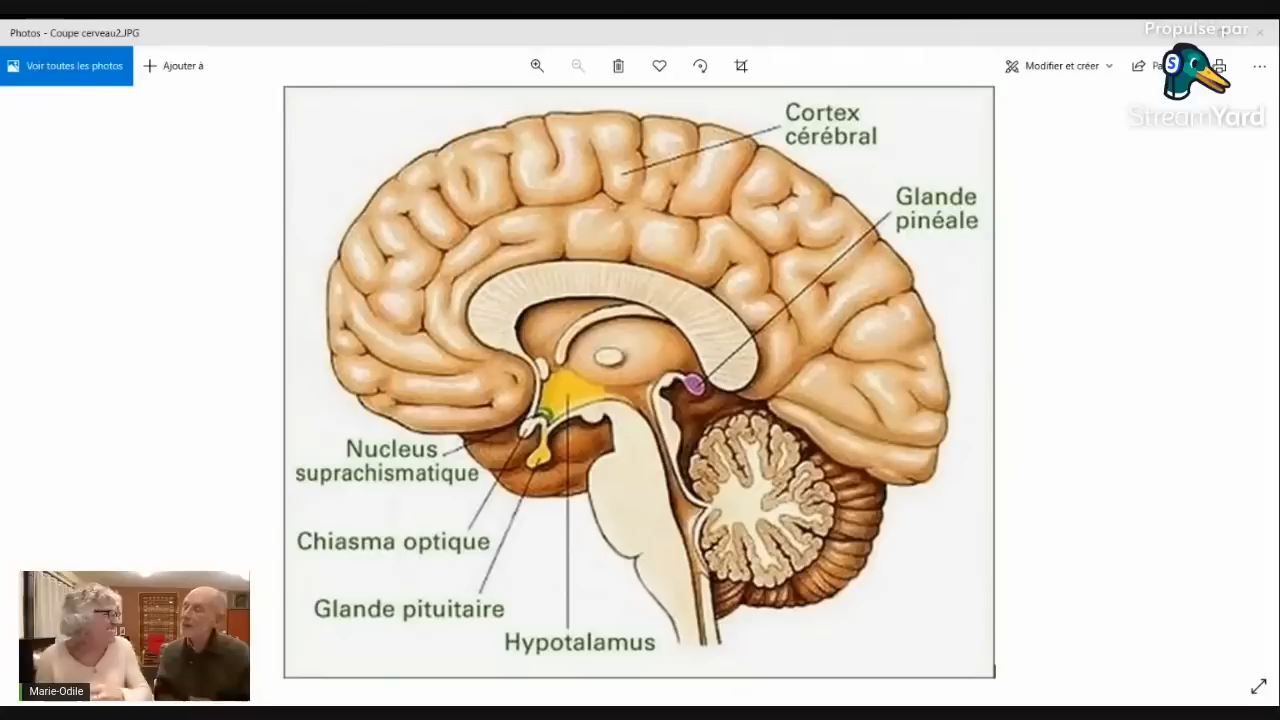 Photos - Coupe cerveau2.JPG
Propulsé par
Voir toutes les photos
Ajouter à
Modifier et créer
Pa
S
StreamYard
Cortex
cérébral
Glande
pinéale
Nucleus
suprachismatique
Chiasma optique
Glande pituitaire
Hypotalamus
Marie-Odile